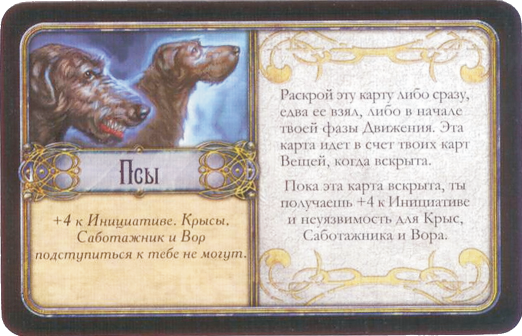 Псы
+4 к Инициативе. Крысы,
Саботажник и Вор
подступиться к тебе не могут.
Раскрой эту карту либо сразу,
едва ее взял, либо в начале
твоей фазы Движения. Эта
карта идет в счет твоих карт
Вещей, когда вскрыта.
Пока эта карта вскрыта, ты
получаешь +4 к Инициативе
и неуязвимость для Крыс,
Саботажника и Вора.